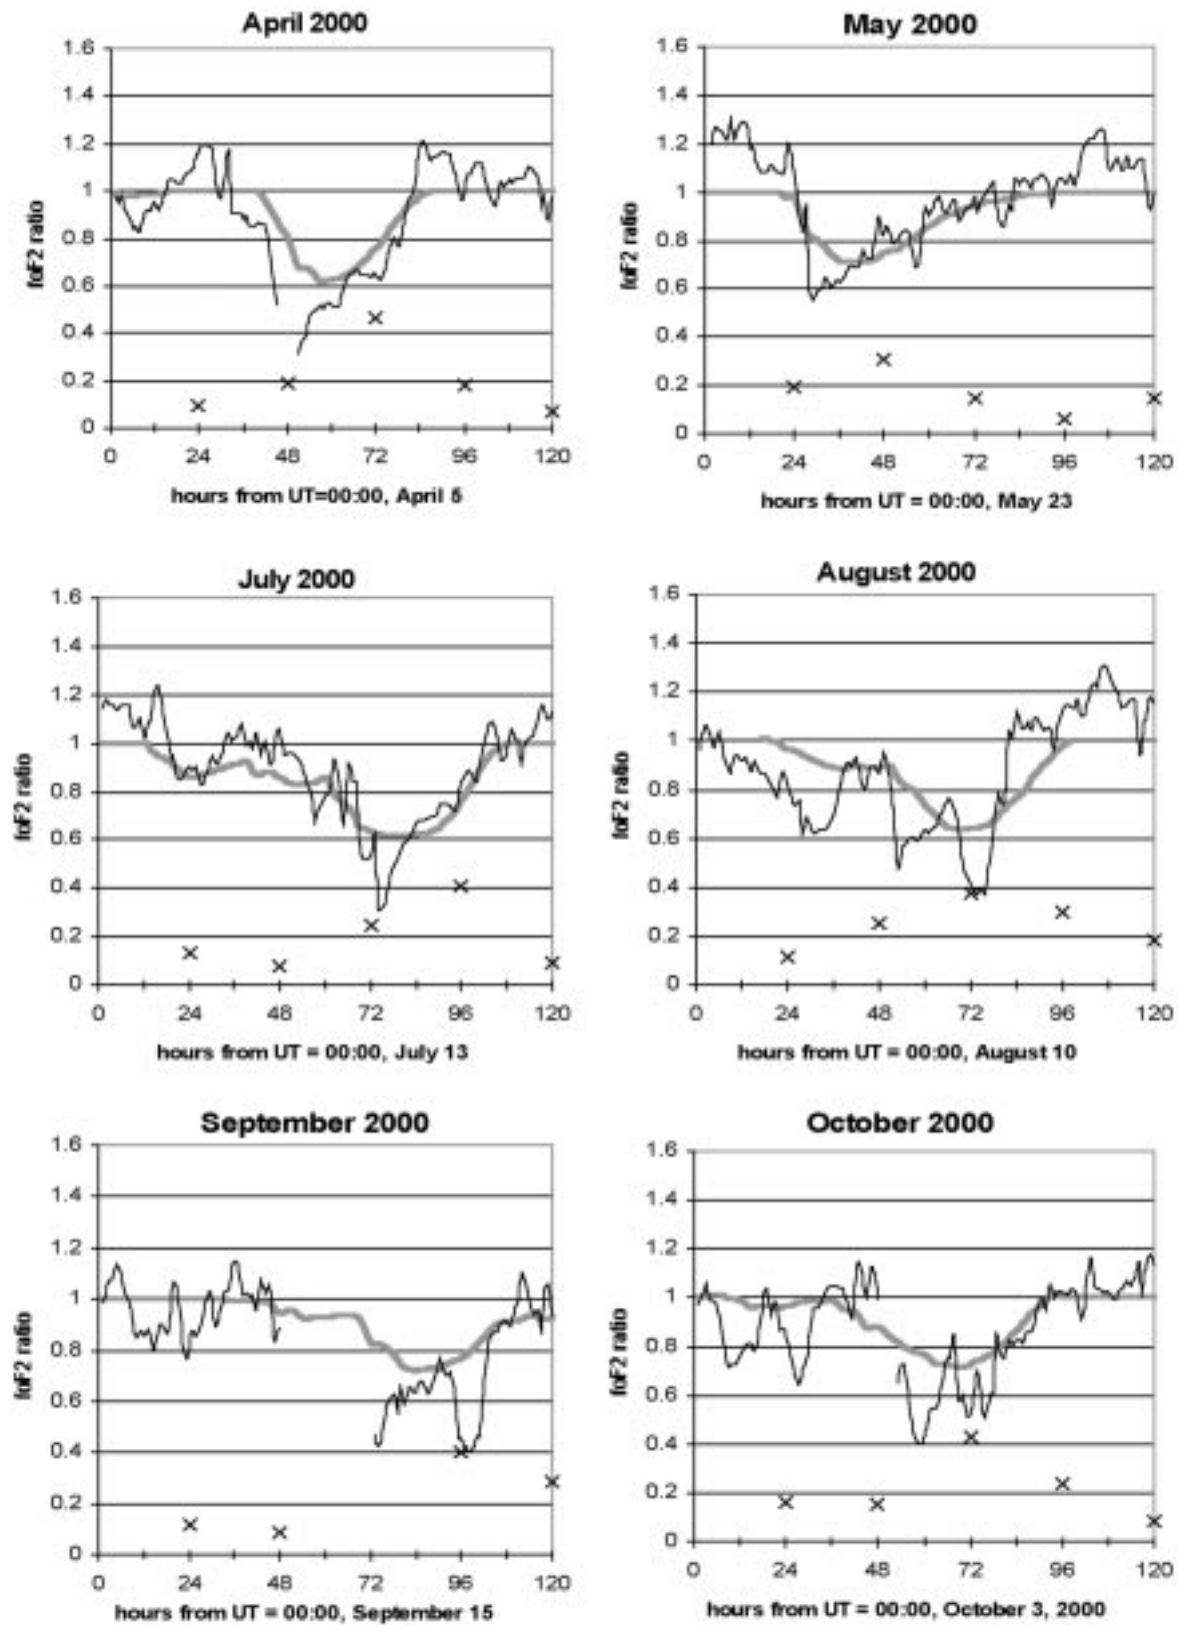 April 2000
1.6
1.4
1.2
1
0.8
0.6
0.4
0.2
0
foF2 ratio
0 24 48 72 96 120
hours from UT=00:00, April 5
May 2000
1.6
1.4
1.2
1
0.8
0.6
0.4
0.2
0
foF2 ratio
0 24 48 72 96 120
hours from UT = 00:00, May 23
July 2000
1.6
1.4
1.2
1
0.8
0.6
0.4
0.2
0
foF2 ratio
0 24 48 72 96 120
hours from UT = 00:00, July 13
August 2000
1.6
1.4
1.2
1
0.8
0.6
0.4
0.2
0
foF2 ratio
0 24 48 72 96 120
hours from UT = 00:00, August 10
September 2000
1.6
1.4
1.2
1
0.8
0.6
0.4
0.2
0
foF2 ratio
0 24 48 72 96 120
hours from UT = 00:00, September 15
October 2000
1.6
1.4
1.2
1
0.8
0.6
0.4
0.2
0
foF2 ratio
0 24 48 72 96 120
hours from UT = 00:00, October 3, 2000